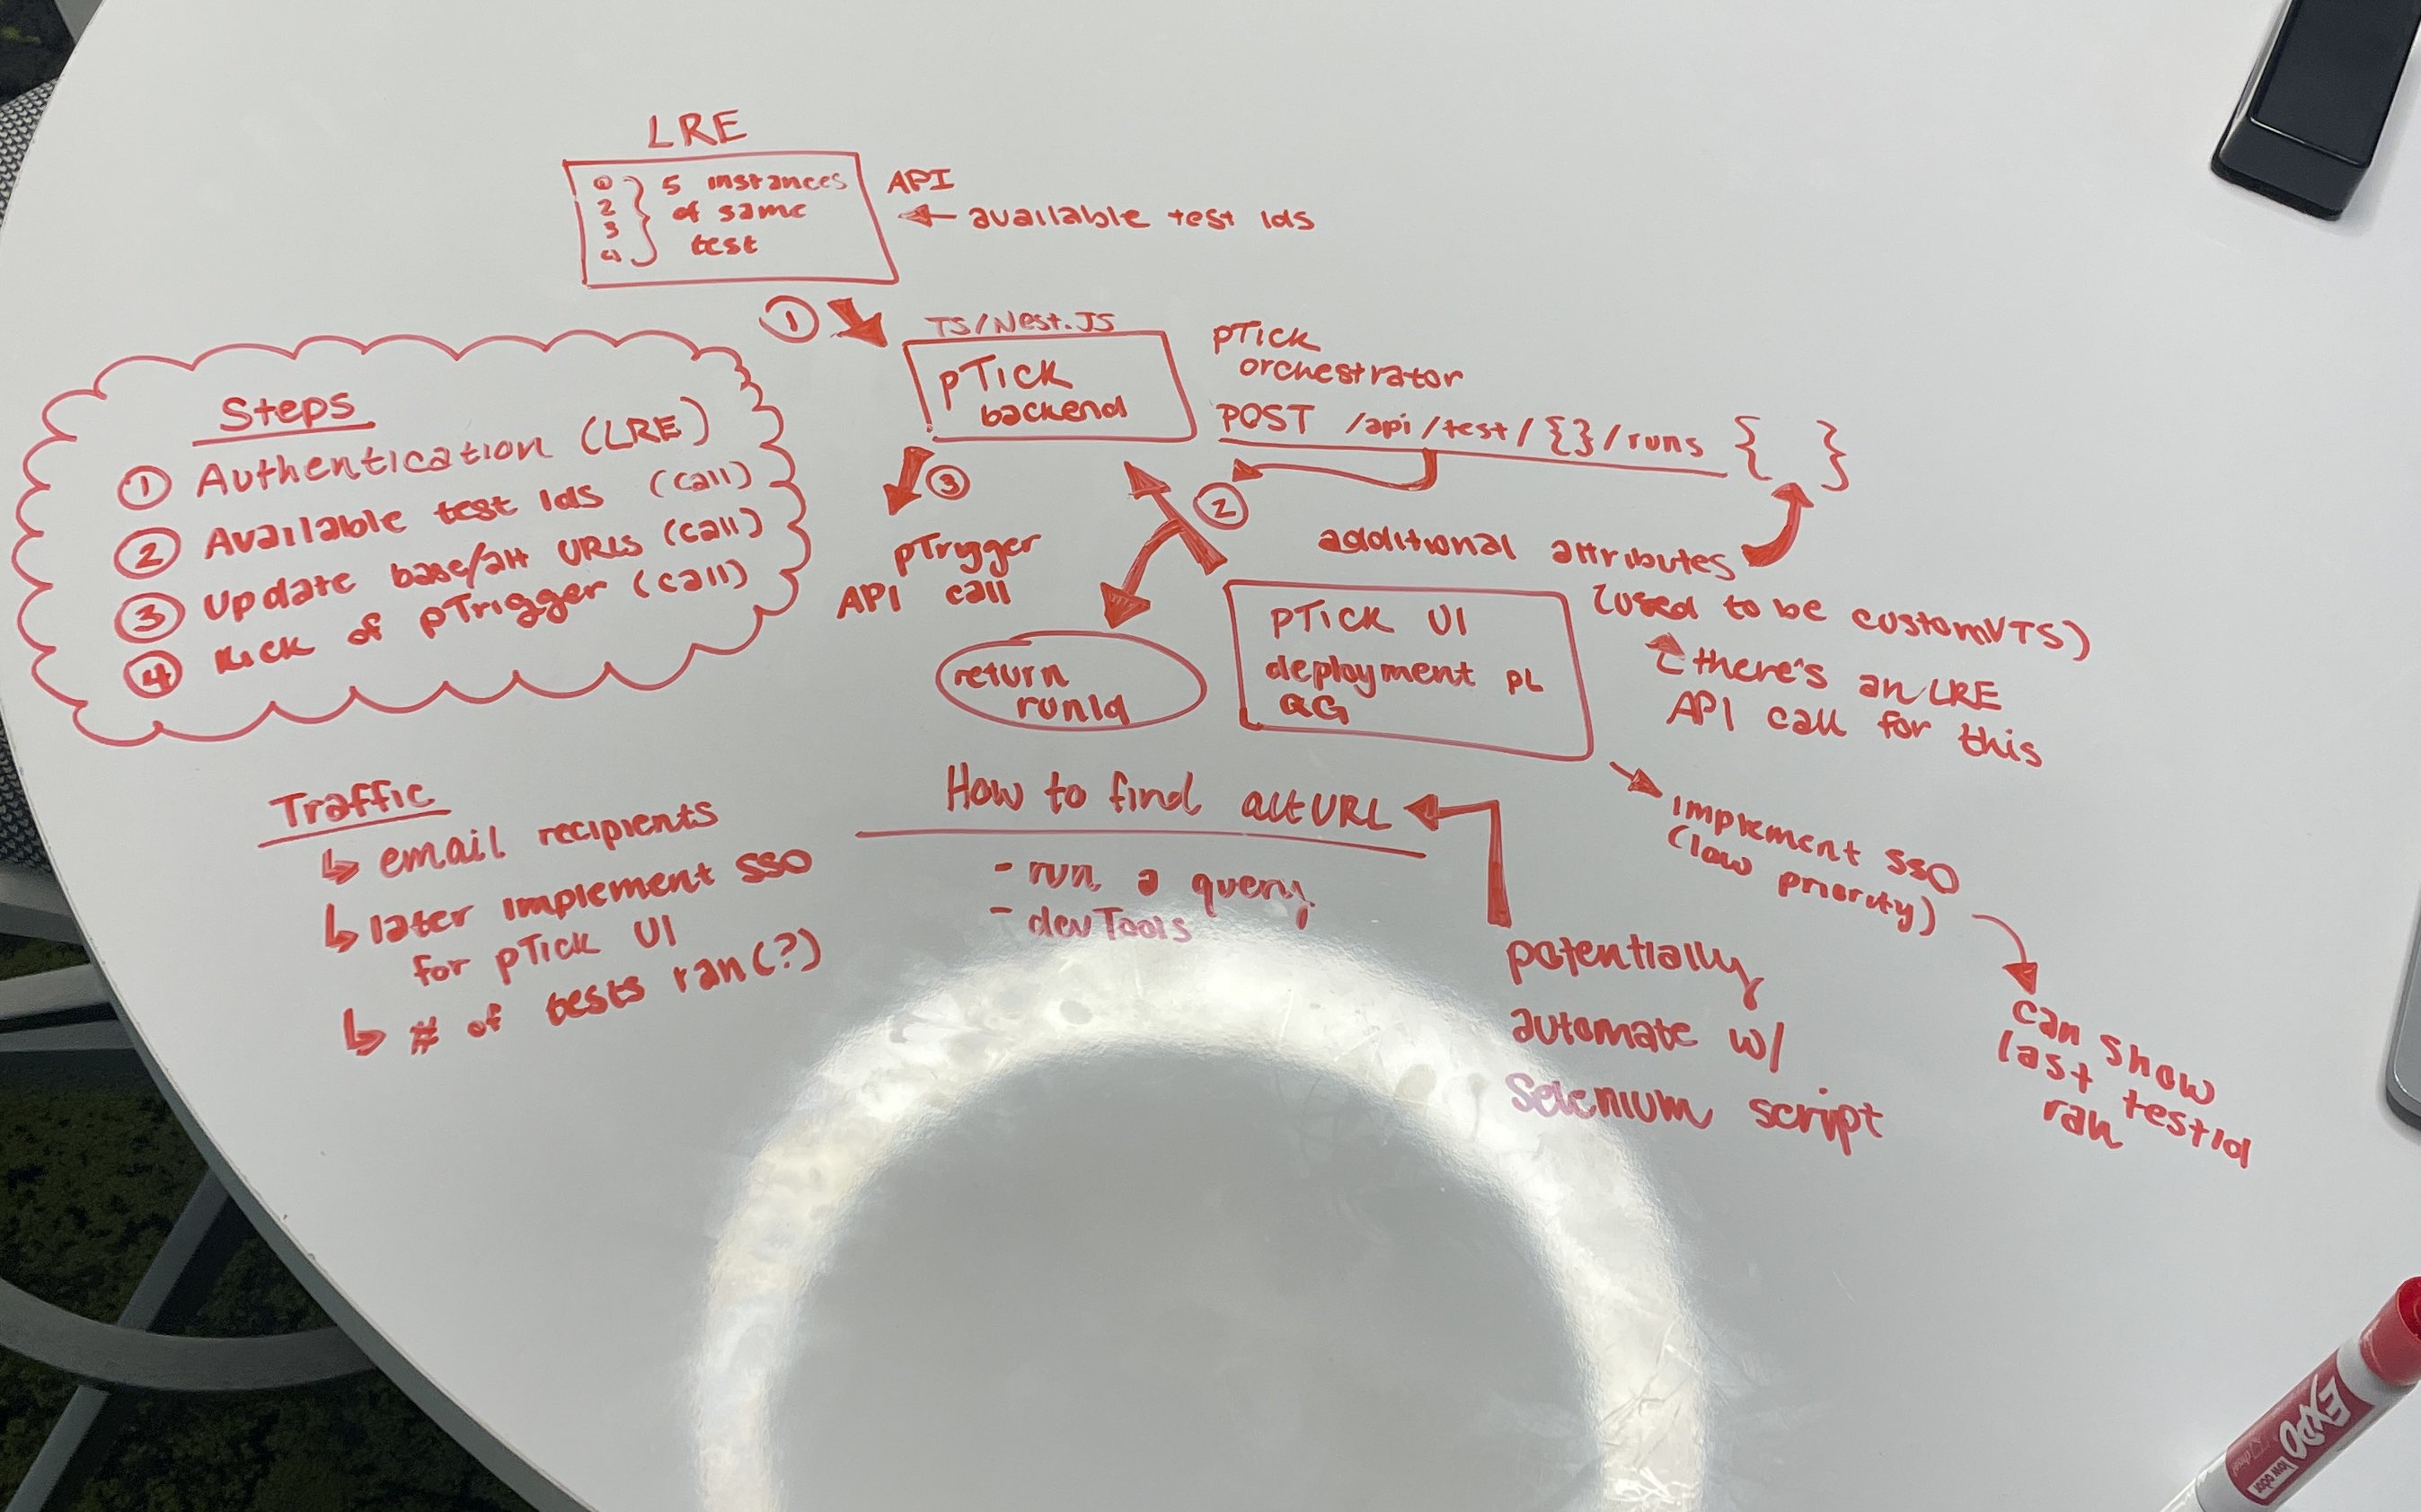 LRE
① 5 instances
2 of same
3 test
4
API
← available test Ids
①
TS/Nest.JS
pTick
backend
pTick
orchestrator
POST /api/test/{}/runs { }
③
②
pTrigger
API call
additional attributes
(used to be customVTS)
there's an LRE
API call for this
return
runId
pTick UI
deployment PL
QG
Steps
① Authentication (LRE)
② Available test Ids (call)
③ Update base/alt URLs (call)
④ Kick of pTrigger (call)
Traffic
↳ email recipients
↳ later implement SSO
for pTick UI
↳ # of tests ran (?)
How to find altURL
- run a query
- devTools
potentially
automate w/
Selenium script
implement SSO
(low priority)
can show
last testId
ran
EXPO
low odor